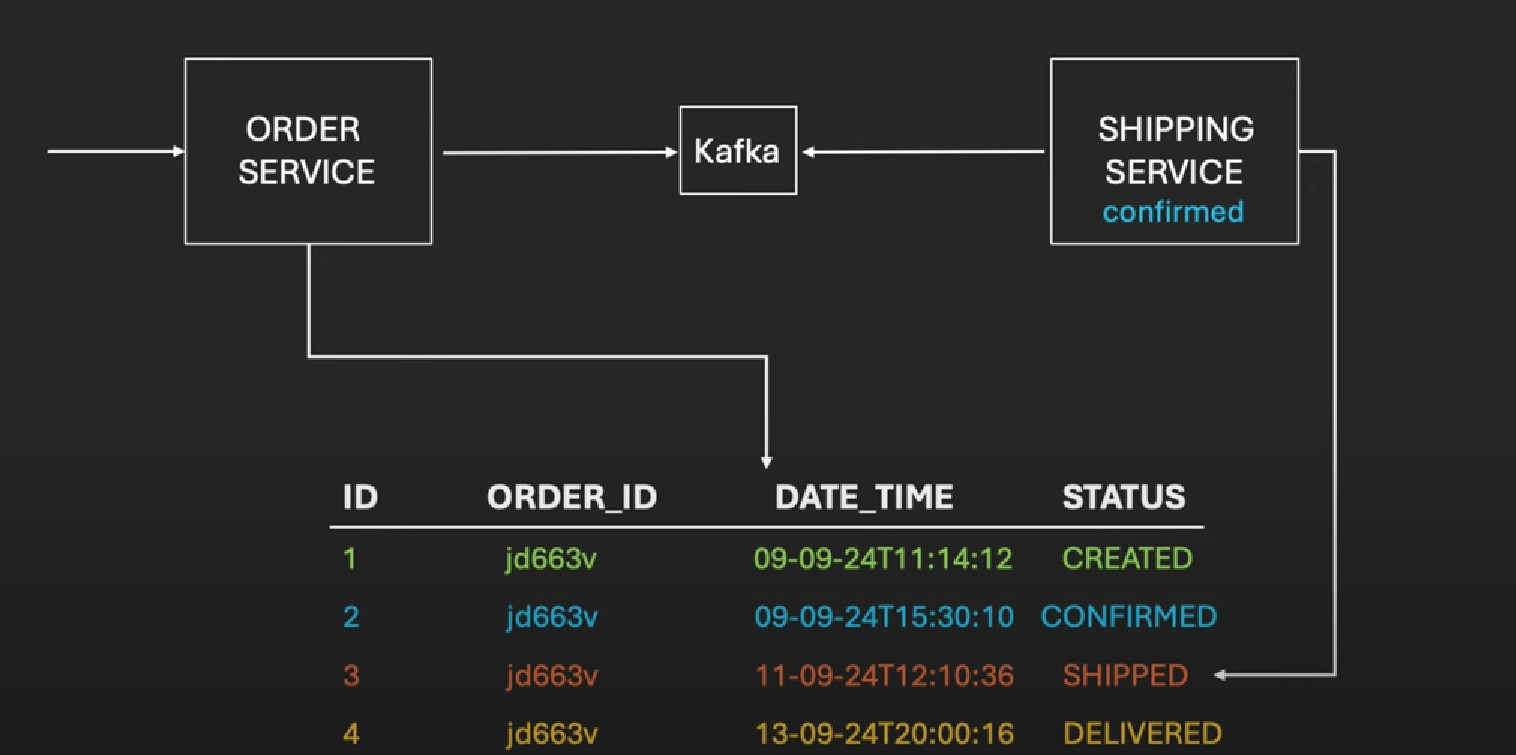 ORDER
SERVICE
Kafka
SHIPPING
SERVICE
confirmed
ID ORDER_ID DATE_TIME STATUS
1 jd663v 09-09-24T11:14:12 CREATED
2 jd663v 09-09-24T15:30:10 CONFIRMED
3 jd663v 11-09-24T12:10:36 SHIPPED
4 jd663v 13-09-24T20:00:16 DELIVERED